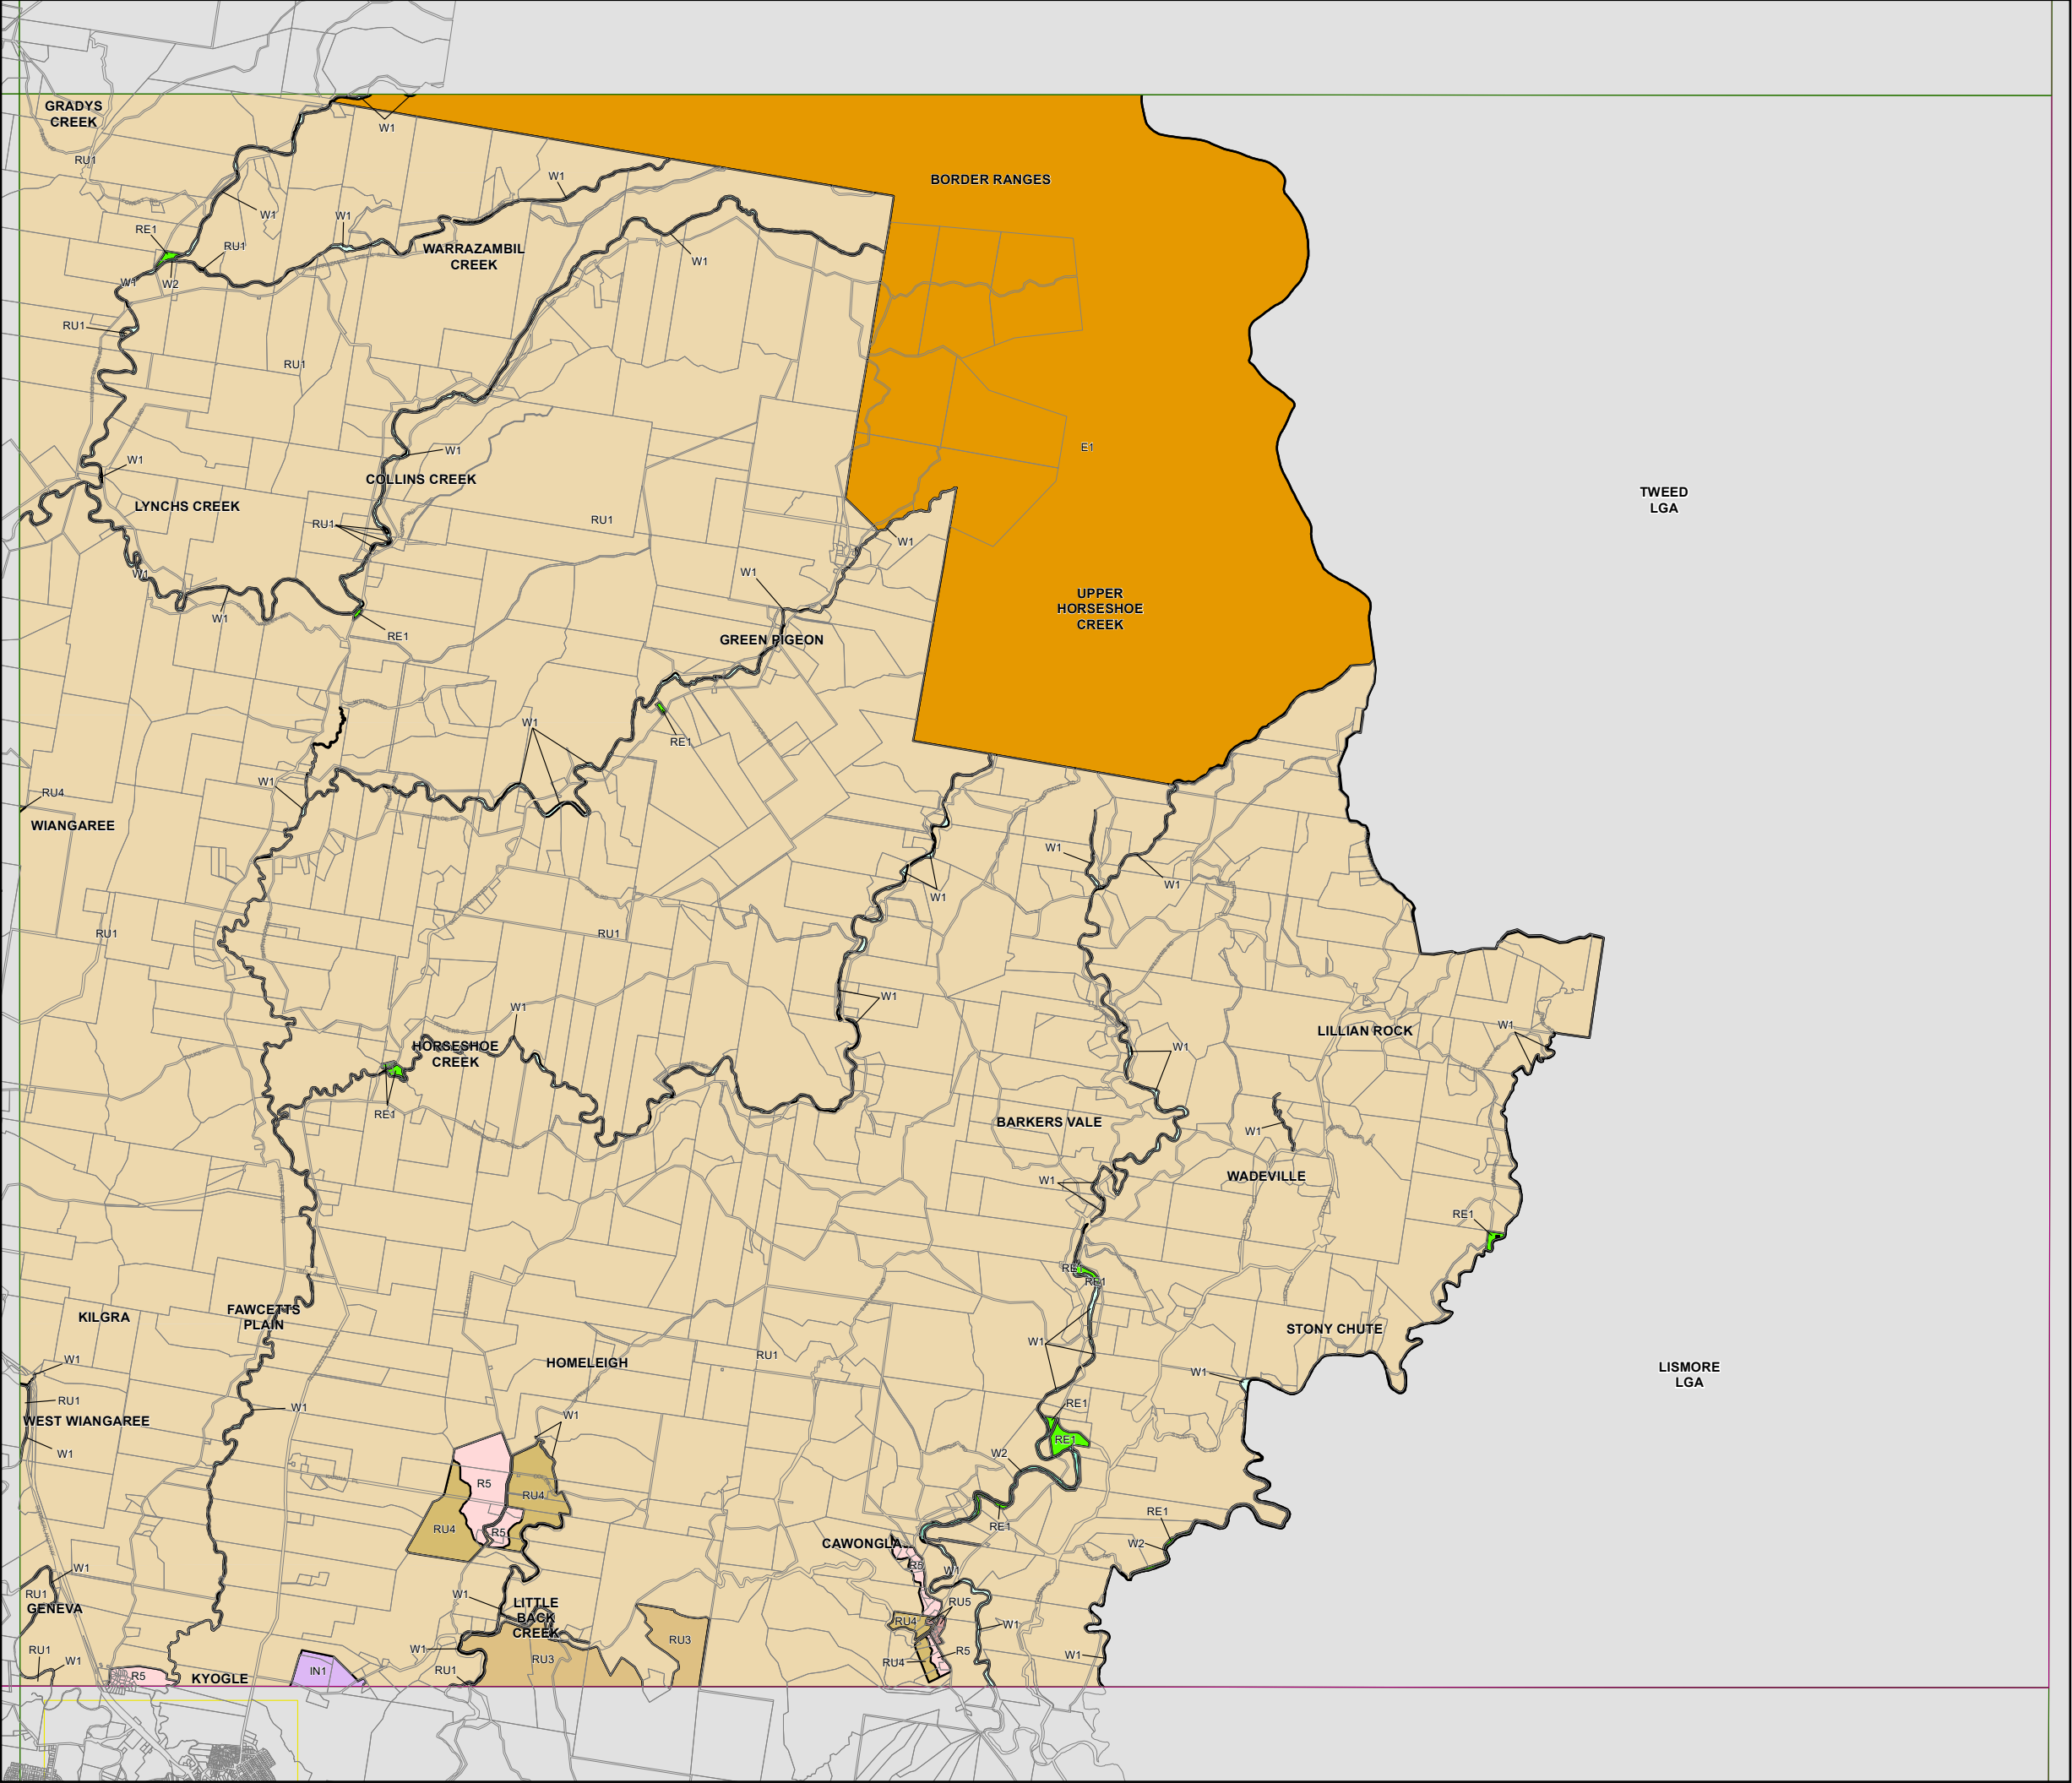 GRADYS
CREEK
W1
RU1
BORDER RANGES
W1
W1
W1
RE1
RU1
WARRAZAMBIL
CREEK
W1
W1
W2
RU1
RU1
E1
W1
W1
COLLINS CREEK
TWEED
LGA
LYNCHS CREEK
RU1
RU1
W1
W1
W1
UPPER
HORSESHOE
CREEK
W1
RE1
GREEN PIGEON
W1
RE1
W1
RU4
WIANGAREE
W1
W1
W1
RU1
RU1
W1
W1
HORSESHOE
CREEK
LILLIAN ROCK
W1
W1
RE1
BARKERS VALE
W1
WADEVILLE
W1
RE1
RE1
RE1
KILGRA
FAWCETTS
PLAIN
STONY CHUTE
W1
RU1
HOMELEIGH
W1
W1
LISMORE
LGA
RU1
W1
RE1
WEST WIANGAREE
W1
W1
RE1
W2
R5
RU4
RE1
RE1
RU4
R5
CAWONGLA
W2
R5
W1
W1
RU1
W1
GENEVA
LITTLE
BACK
CREEK
RU5
RU4
W1
RU3
RU1
W1
W1
R5
W1
RU3
RU4
R5
KYOGLE
IN1
RU1